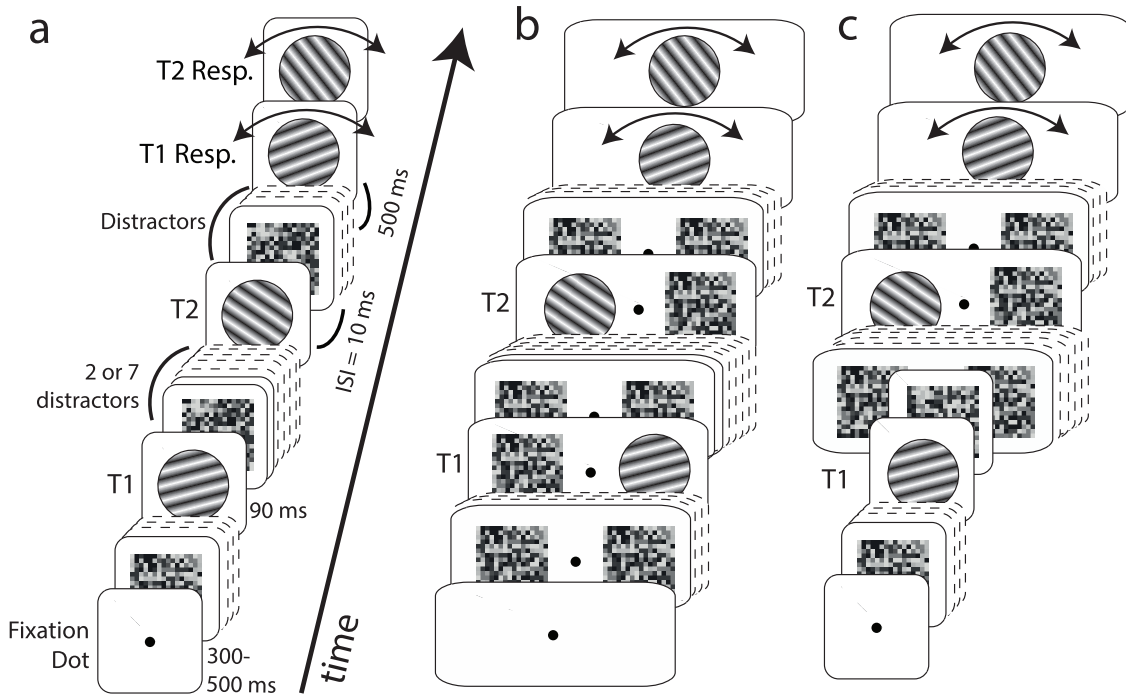 a
b
c
T2 Resp.
T1 Resp.
Distractors
500 ms
T2
ISI = 10 ms
2 or 7
distractors
T1
90 ms
Fixation
Dot
300-
500 ms
time
T2
T1
T2
T1